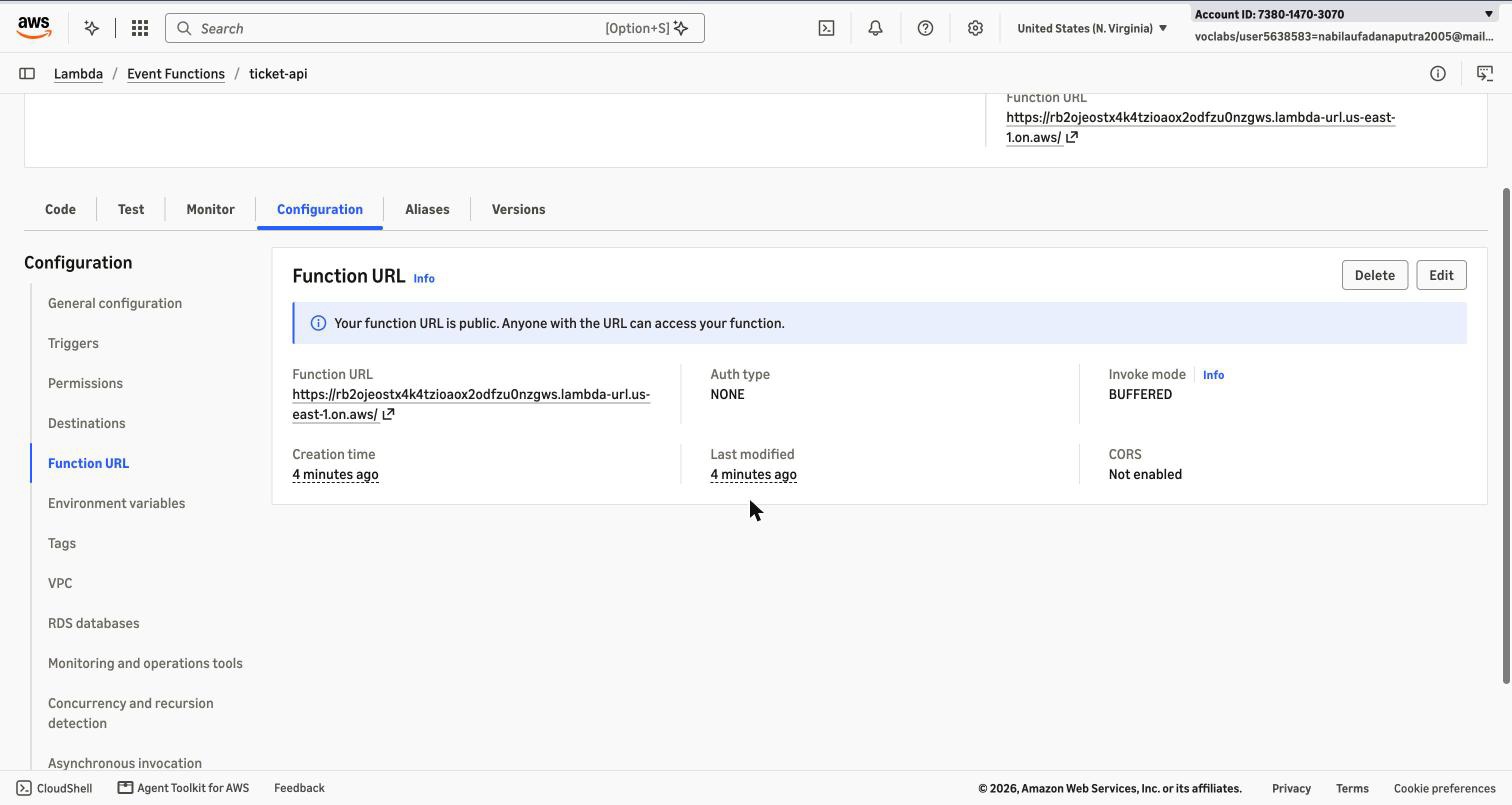 aws
Search
[Option+S]
United States (N. Virginia)
Account ID: 7380-1470-3070
voclabs/user5638583=nabilaufadanaputra2005@mail...
Lambda / Event Functions / ticket-api
Function URL
https://rb2ojeostx4k4tzioaox2odfzu0nzgws.lambda-url.us-east-
1.on.aws/
Code
Test
Monitor
Configuration
Aliases
Versions
Configuration
General configuration
Triggers
Permissions
Destinations
Function URL
Environment variables
Tags
VPC
RDS databases
Monitoring and operations tools
Concurrency and recursion
detection
Asynchronous invocation
Function URL Info
Delete
Edit
Your function URL is public. Anyone with the URL can access your function.
Function URL
https://rb2ojeostx4k4tzioaox2odfzu0nzgws.lambda-url.us-
east-1.on.aws/
Auth type
NONE
Invoke mode Info
BUFFERED
Creation time
4 minutes ago
Last modified
4 minutes ago
CORS
Not enabled
CloudShell
Agent Toolkit for AWS
Feedback
© 2026, Amazon Web Services, Inc. or its affiliates.
Privacy
Terms
Cookie preferences